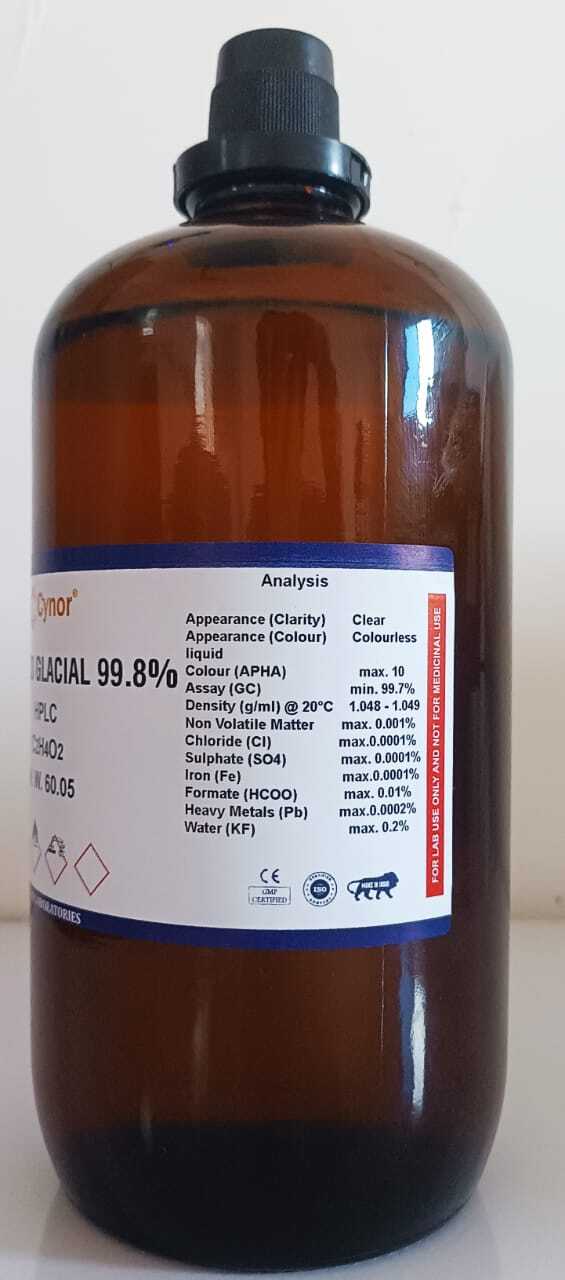 Cynor®
GLACIAL 99.8%
HPLC
C2H4O2
W. 60.05
Analysis
Appearance (Clarity) Clear
Appearance (Colour) Colourless
liquid
Colour (APHA) max. 10
Assay (GC) min. 99.7%
Density (g/ml) @ 20°C 1.048 - 1.049
Non Volatile Matter max. 0.001%
Chloride (Cl) max.0.0001%
Sulphate (SO4) max. 0.0001%
Iron (Fe) max.0.0001%
Formate (HCOO) max. 0.01%
Heavy Metals (Pb) max.0.0002%
Water (KF) max. 0.2%
CE
GMP
CERTIFIED
ISO
MADE IN INDIA
FOR LAB USE ONLY AND NOT FOR MEDICINAL USE